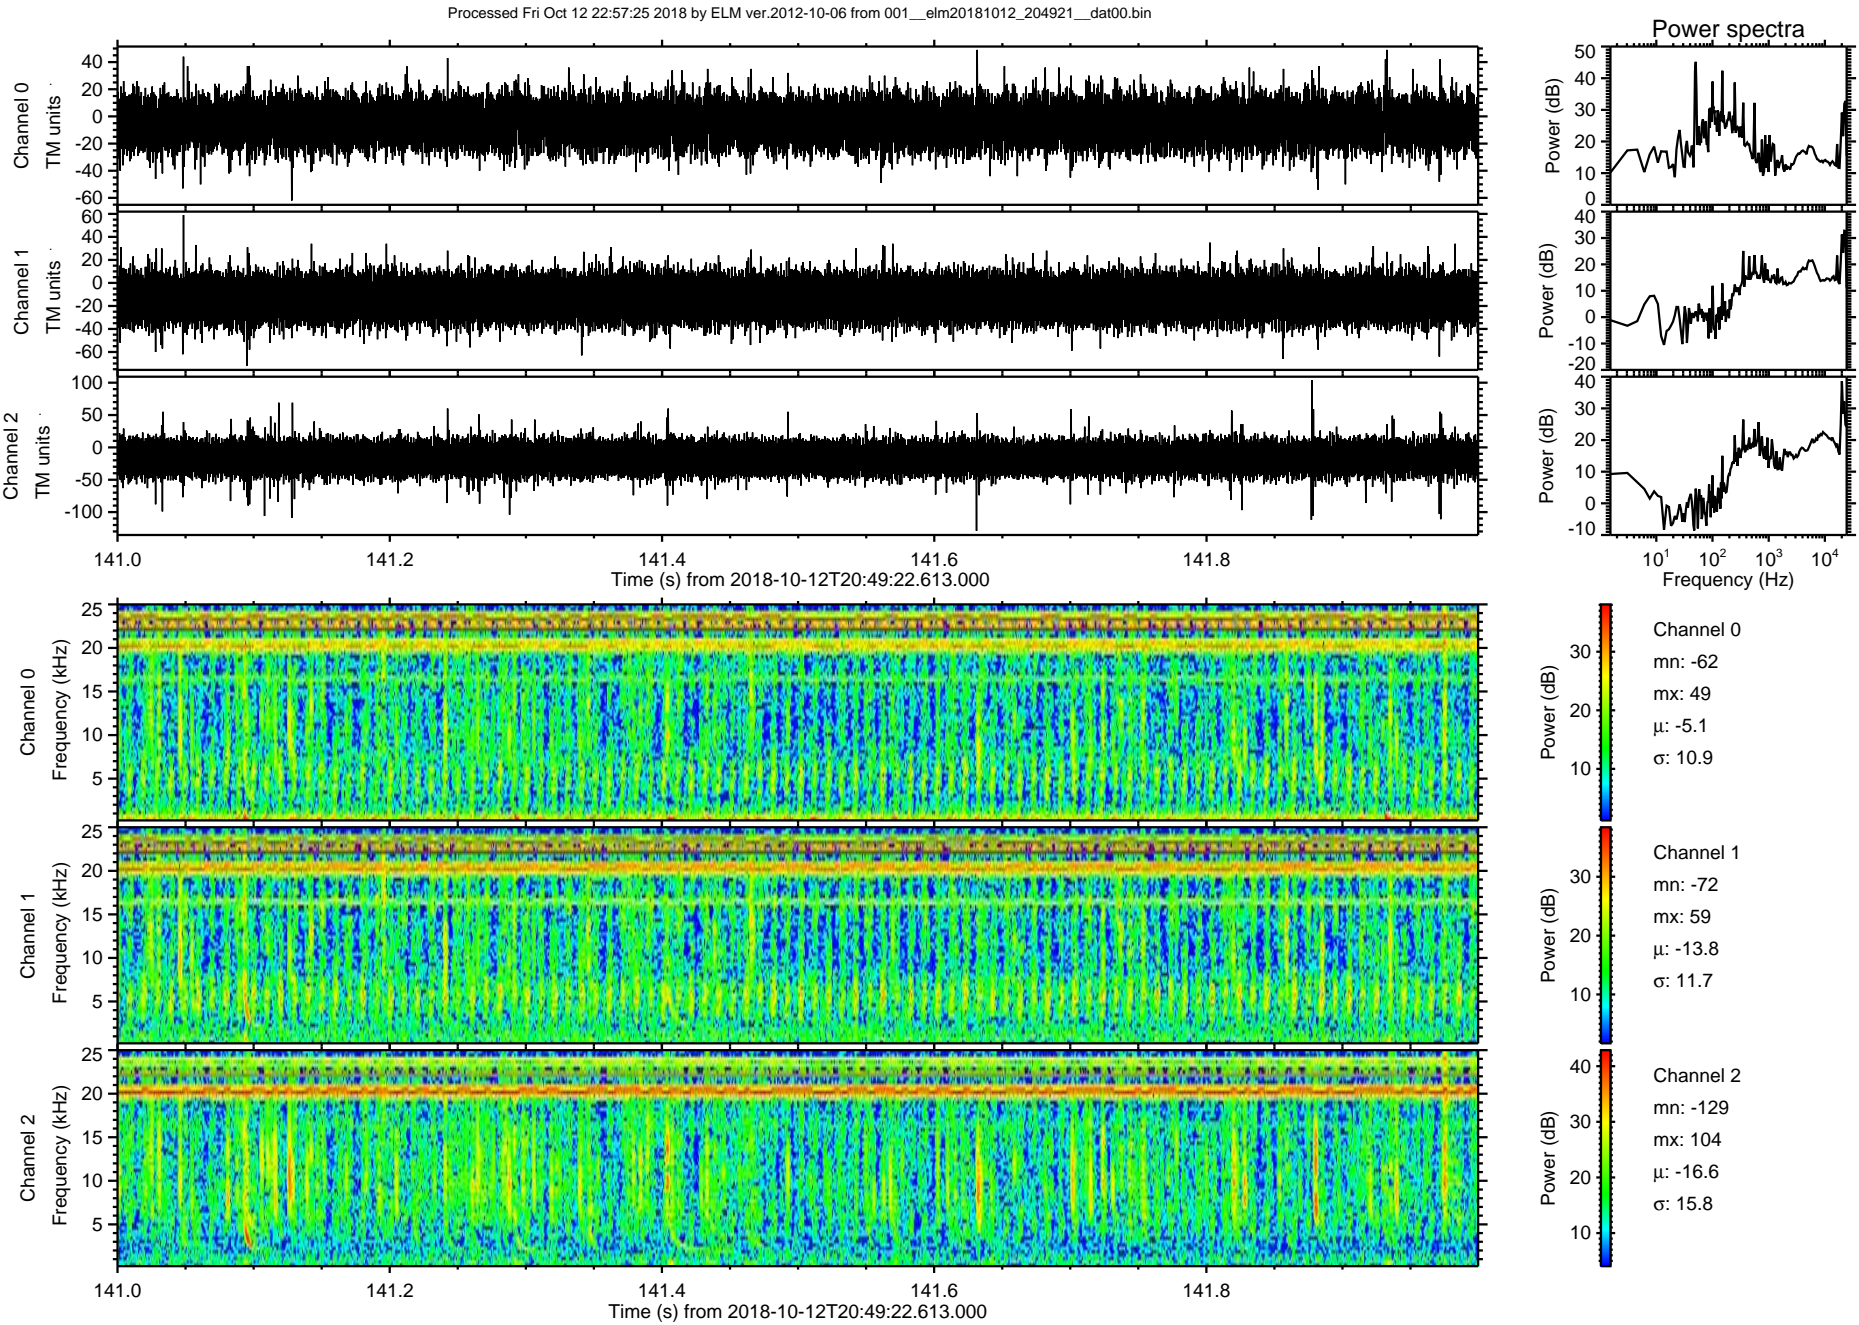 Processed Fri Oct 12 22:57:25 2018 by ELM ver.2012-10-06 from 001__elm20181012_204921__dat00.bin
Power spectra
Channel 0
TM units
40
20
0
-20
-40
-60
Power (dB)
50
40
30
20
10
0
Channel 1
TM units
60
40
20
0
-20
-40
-60
Power (dB)
40
30
20
10
0
-10
-20
Channel 2
TM units
100
50
0
-50
-100
Power (dB)
40
30
20
10
0
-10
141.0 141.2 141.4 141.6 141.8
Time (s) from 2018-10-12T20:49:22.613.000
10^1 10^2 10^3 10^4
Frequency (Hz)
Channel 0
Frequency (kHz)
25
20
15
10
5
Power (dB)
30
20
10
Channel 0
mn: -62
mx: 49
μ: -5.1
σ: 10.9
Channel 1
Frequency (kHz)
25
20
15
10
5
Power (dB)
30
20
10
Channel 1
mn: -72
mx: 59
μ: -13.8
σ: 11.7
Channel 2
Frequency (kHz)
25
20
15
10
5
Power (dB)
40
30
20
10
Channel 2
mn: -129
mx: 104
μ: -16.6
σ: 15.8
141.0 141.2 141.4 141.6 141.8
Time (s) from 2018-10-12T20:49:22.613.000